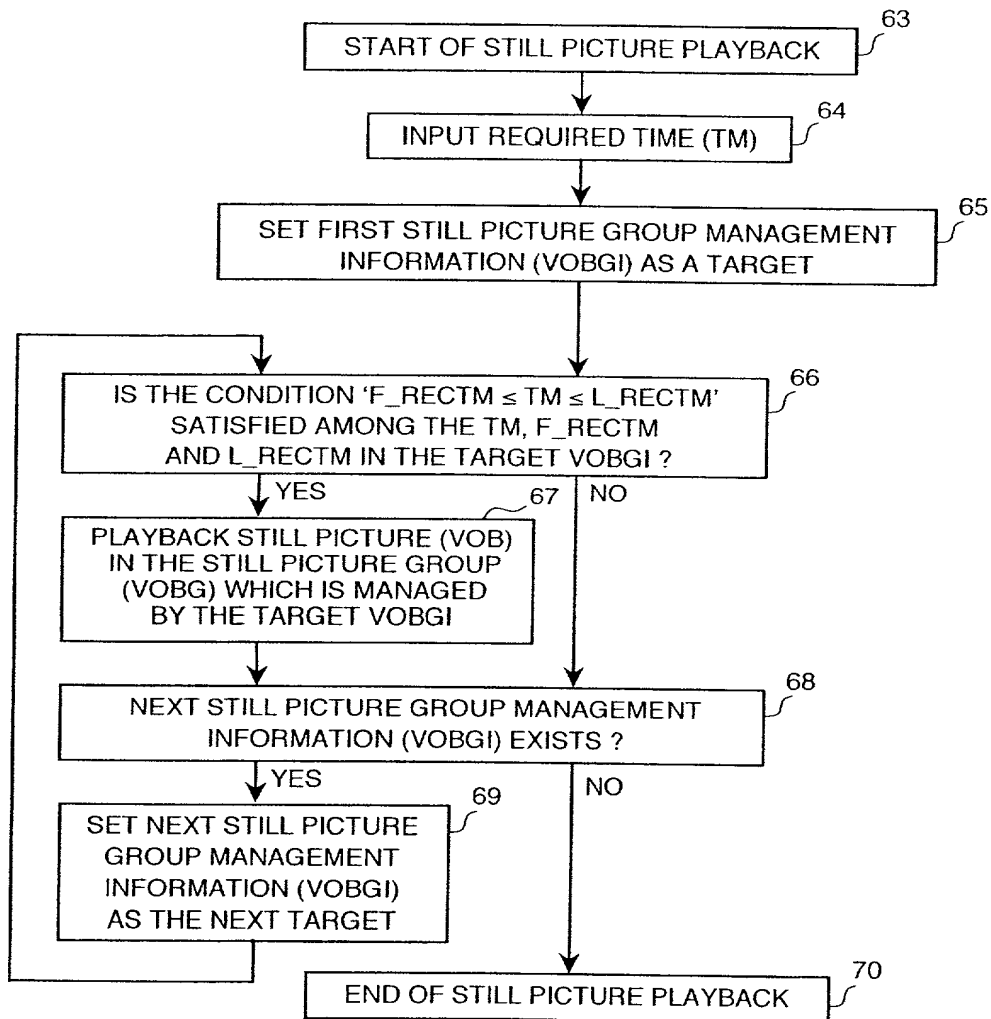 63
START OF STILL PICTURE PLAYBACK
64
INPUT REQUIRED TIME (TM)
65
SET FIRST STILL PICTURE GROUP MANAGEMENT
INFORMATION (VOBGI) AS A TARGET
66
IS THE CONDITION ‘F_RECTM ≤ TM ≤ L_RECTM’
SATISFIED AMONG THE TM, F_RECTM
AND L_RECTM IN THE TARGET VOBGI ?
YES
NO
67
PLAYBACK STILL PICTURE (VOB)
IN THE STILL PICTURE GROUP
(VOBG) WHICH IS MANAGED
BY THE TARGET VOBGI
68
NEXT STILL PICTURE GROUP MANAGEMENT
INFORMATION (VOBGI) EXISTS ?
YES
NO
69
SET NEXT STILL PICTURE
GROUP MANAGEMENT
INFORMATION (VOBGI)
AS THE NEXT TARGET
70
END OF STILL PICTURE PLAYBACK